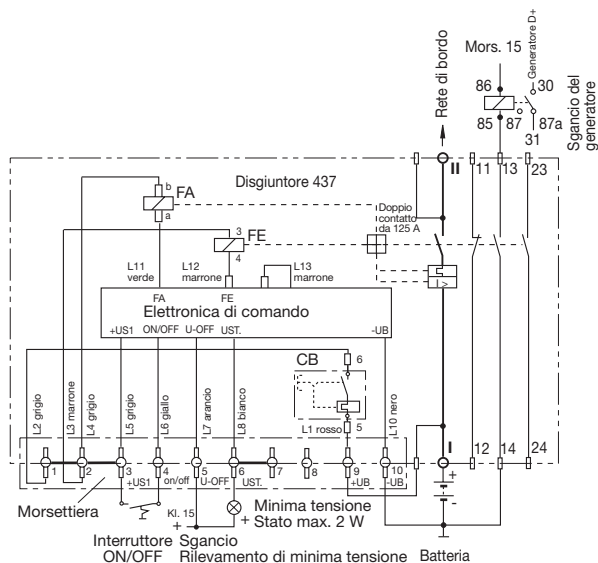 Mors. 15
Rete di bordo
Generatore D+
86
30
85
87
87a
31
Sgancio del
generatore
Disgiuntore 437
II
11
13
23
b
FA
a
Doppio
contatto
da 125 A
3
FE
4
L11
verde
L12
marrone
L13
marrone
I >
FA
FE
Elettronica di comando
+US1
ON/OFF
U-OFF
UST.
-UB
CB
6
L2 grigio
L3 marrone
L4 grigio
L5 grigio
L6 giallo
L7 arancio
L8 bianco
L1 rosso
5
L10 nero
I
12
14
24
1
2
3
4
5
6
7
8
9
10
+US1
on/off
U-OFF
UST.
+UB
-UB
Morsettiera
Kl. 15
+
+
Minima tensione
Stato max. 2 W
+
-
Interruttore
ON/OFF
Sgancio
Rilevamento di minima tensione
Batteria